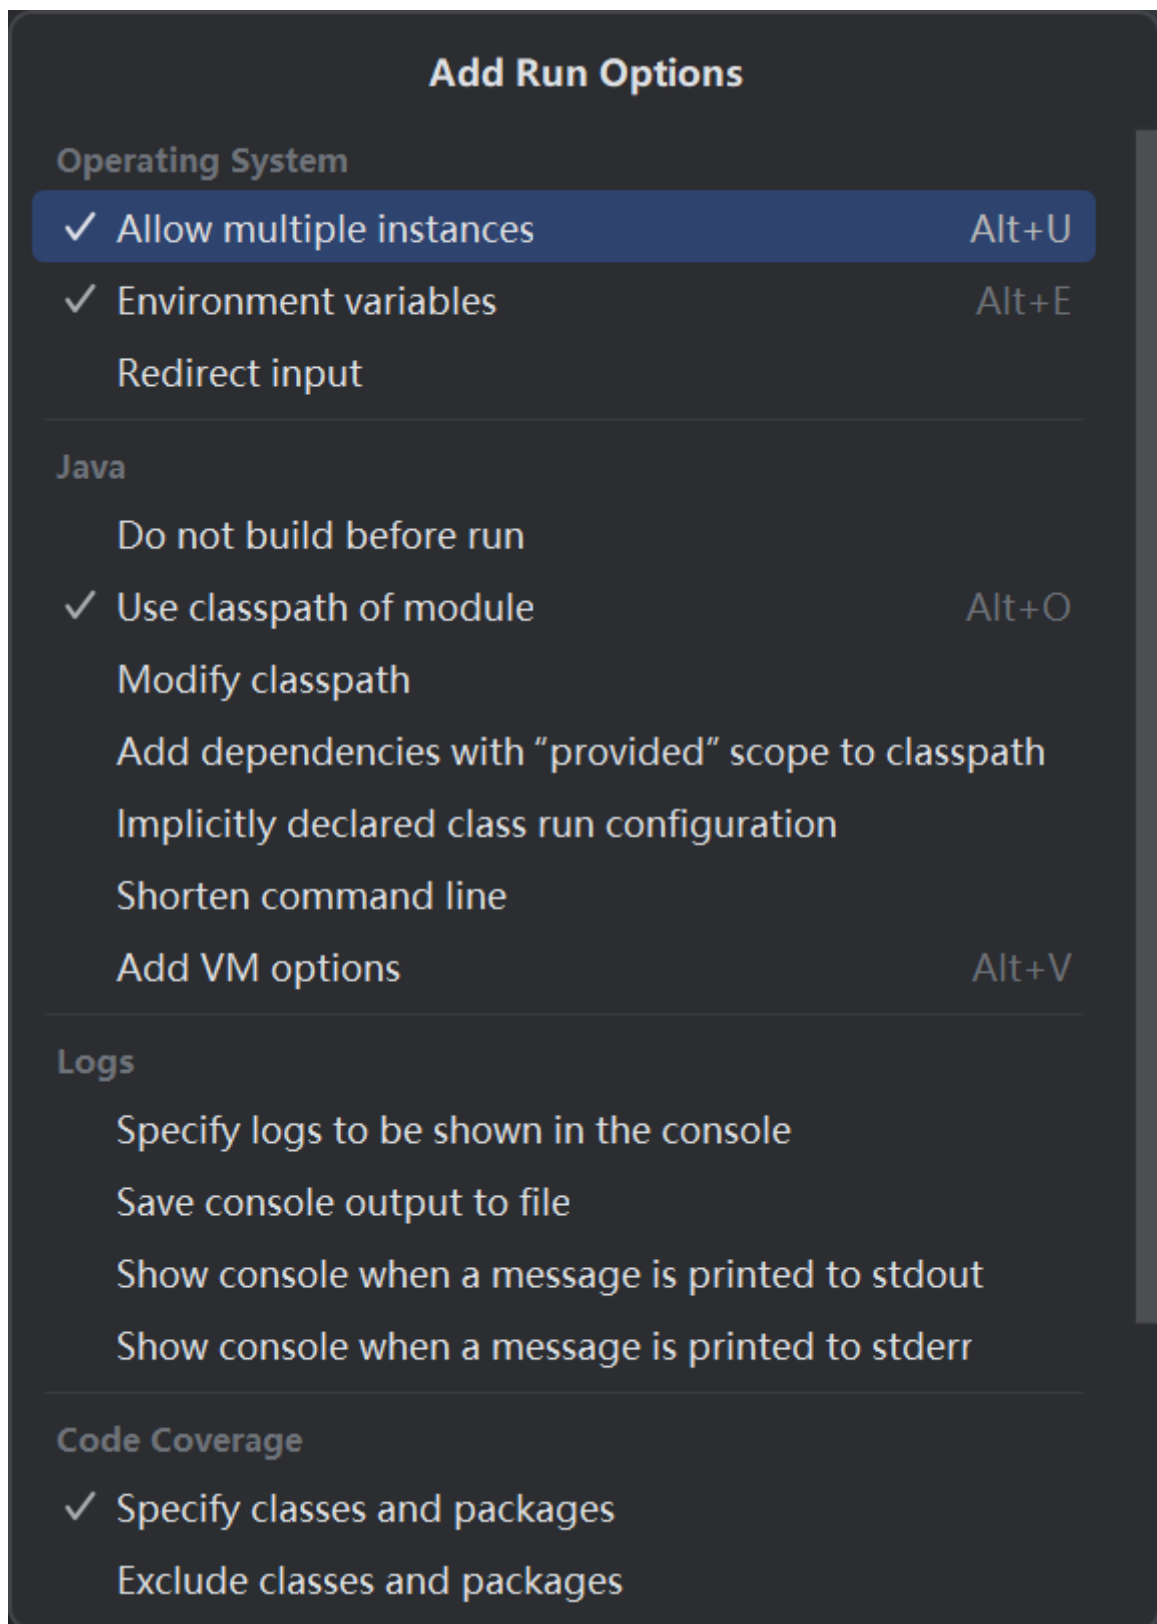 Add Run Options
Operating System
Allow multiple instances Alt+U
Environment variables Alt+E
Redirect input
Java
Do not build before run
Use classpath of module Alt+O
Modify classpath
Add dependencies with “provided” scope to classpath
Implicitly declared class run configuration
Shorten command line
Add VM options Alt+V
Logs
Specify logs to be shown in the console
Save console output to file
Show console when a message is printed to stdout
Show console when a message is printed to stderr
Code Coverage
Specify classes and packages
Exclude classes and packages